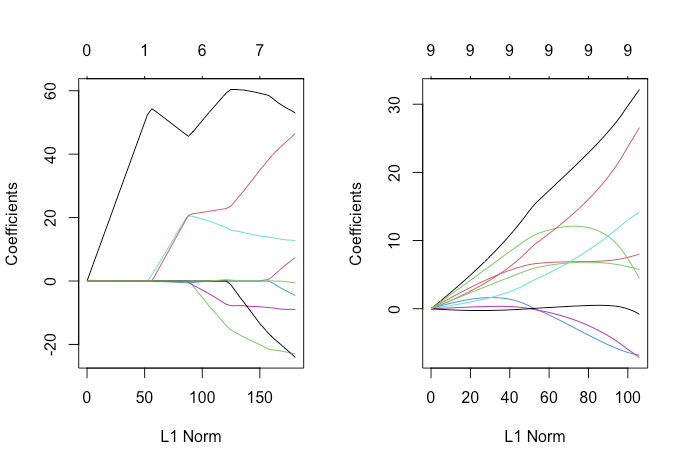 0 1 6 7
60
40
20
0
-20
Coefficients
0 50 100 150
L1 Norm
9 9 9 9 9 9
30
20
10
0
Coefficients
0 20 40 60 80 100
L1 Norm